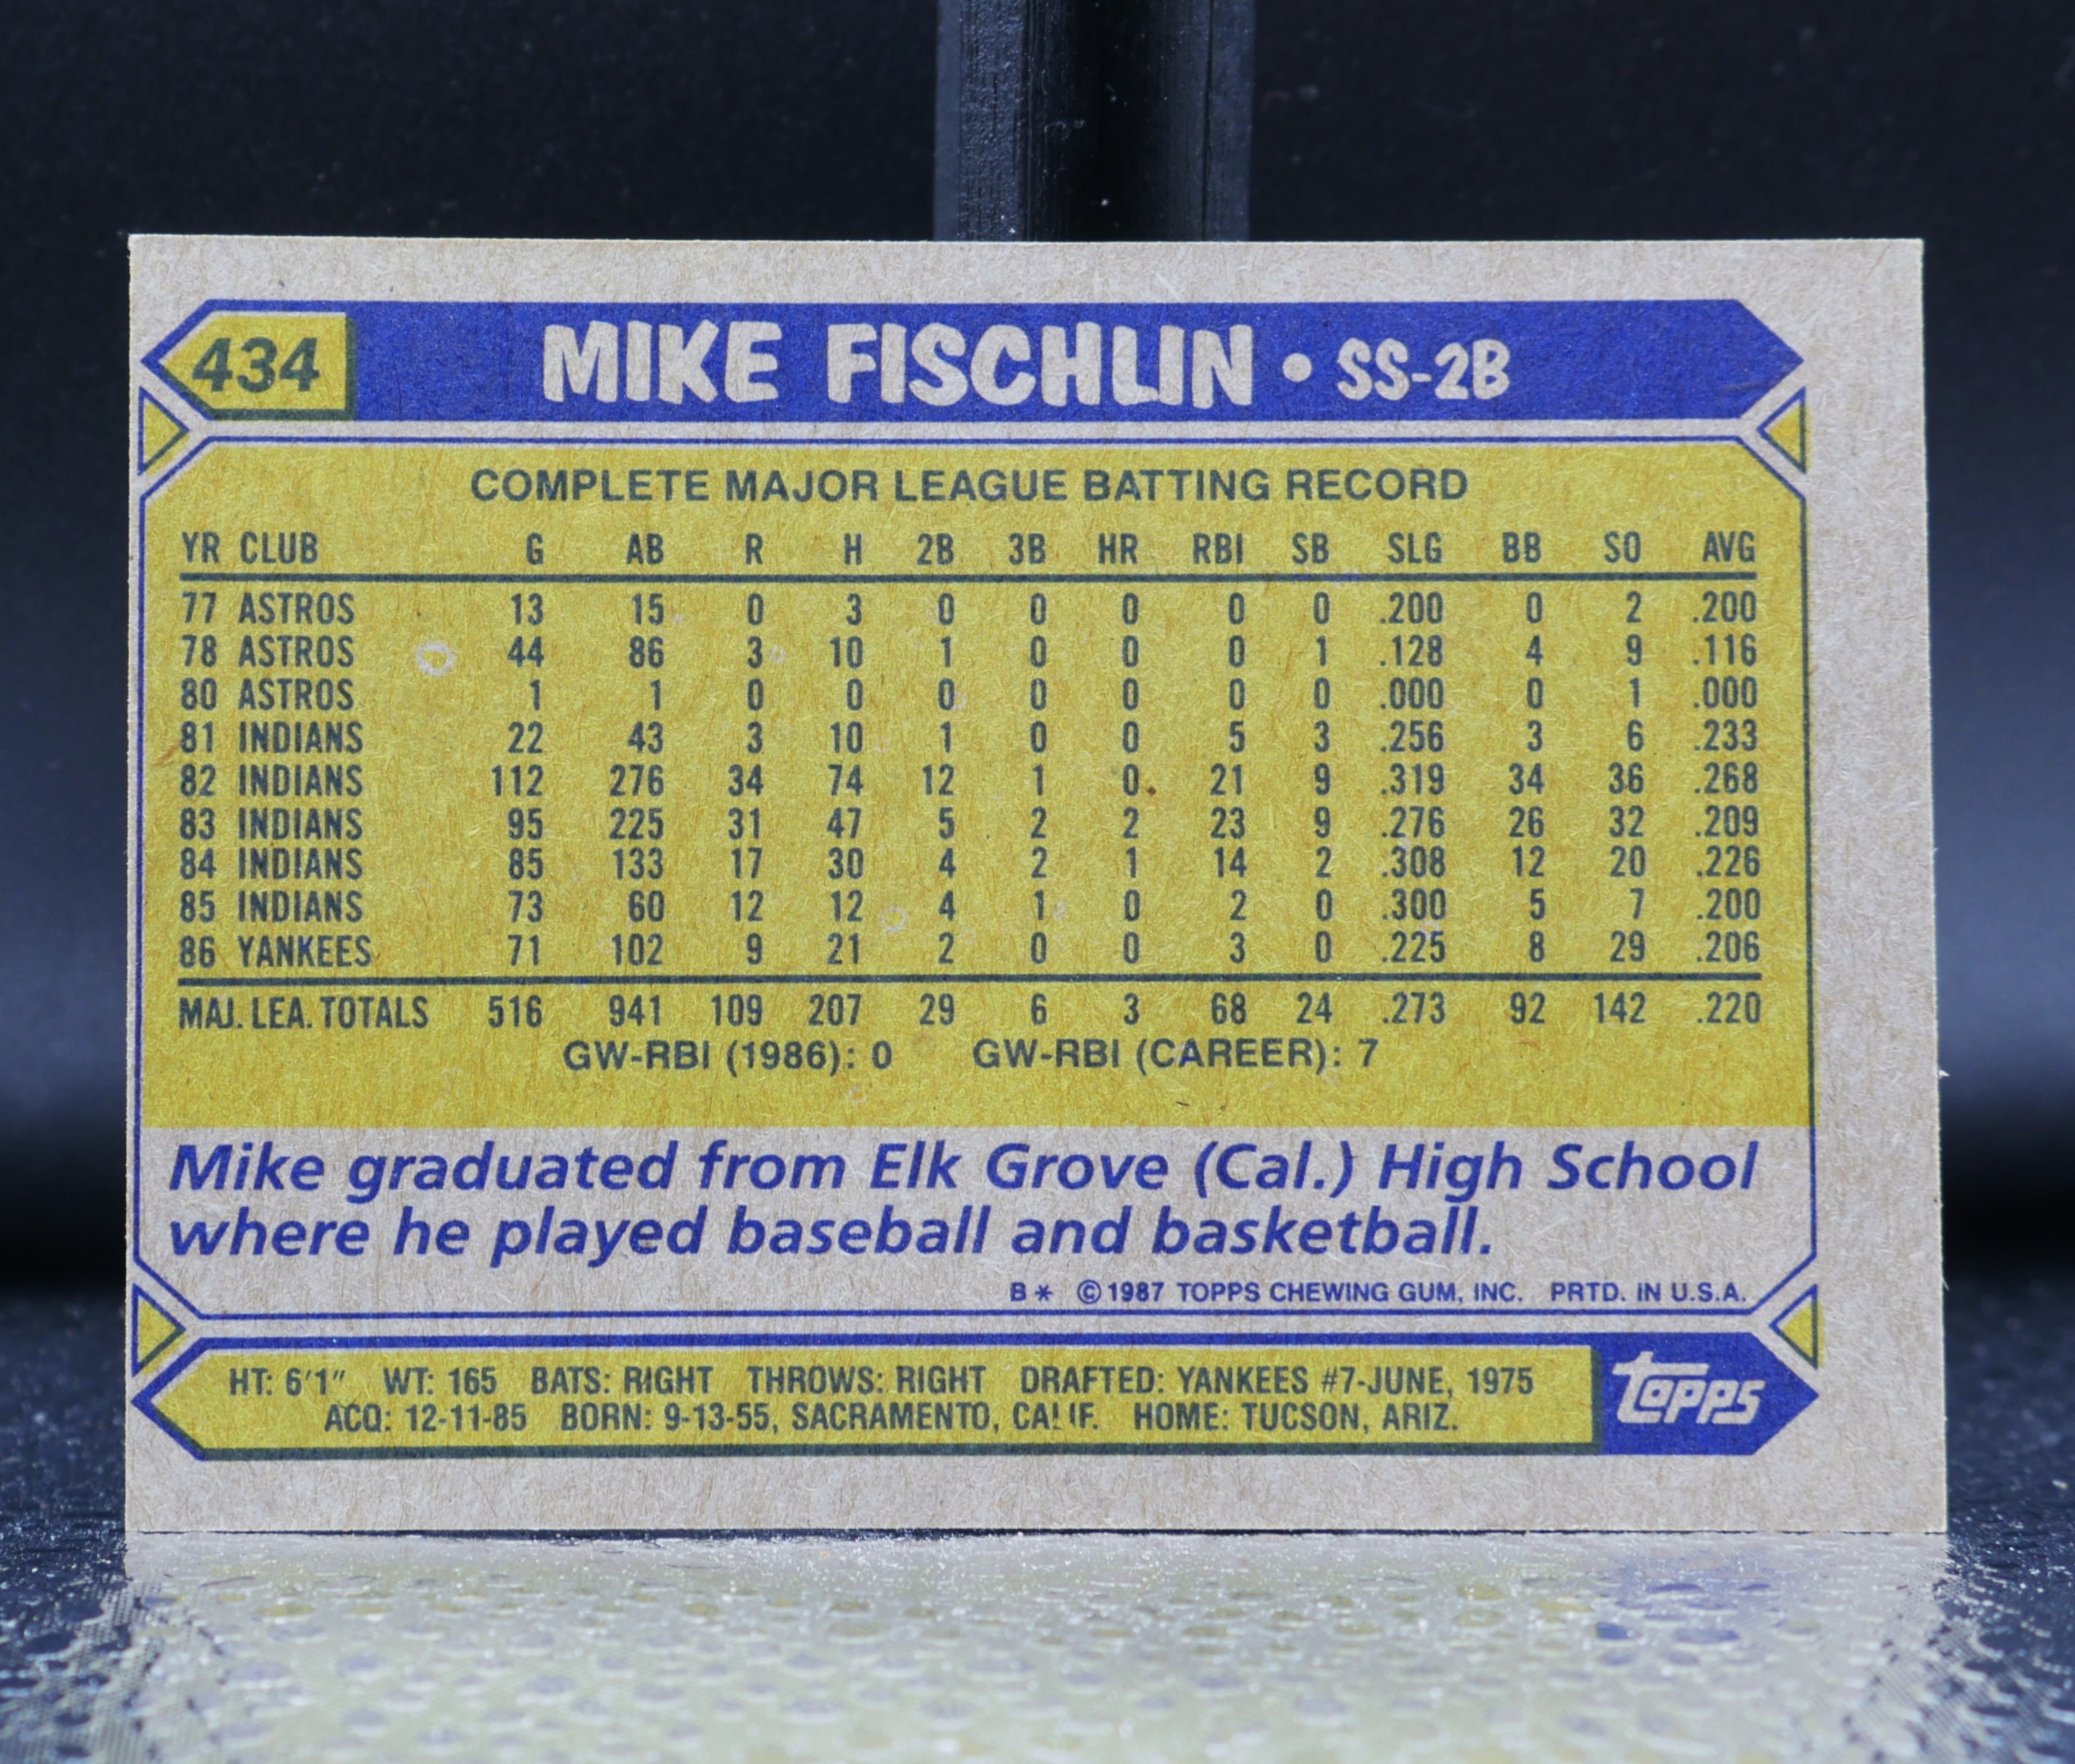 434 MIKE FISCHLIN • SS-2B
COMPLETE MAJOR LEAGUE BATTING RECORD
YR CLUB G AB R H 2B 3B HR RBI SB SLG BB SO AVG
77 ASTROS 13 15 0 3 0 0 0 0 0 .200 0 2 .200
78 ASTROS 44 86 3 10 1 0 0 0 1 .128 4 9 .116
80 ASTROS 1 1 0 0 0 0 0 0 0 .000 0 1 .000
81 INDIANS 22 43 3 10 1 0 0 5 3 .256 3 6 .233
82 INDIANS 112 276 34 74 12 1 0 21 9 .319 34 36 .268
83 INDIANS 95 225 31 47 5 2 2 23 9 .276 26 32 .209
84 INDIANS 85 133 17 30 4 2 1 14 2 .308 12 20 .226
85 INDIANS 73 60 12 12 4 1 0 2 0 .300 5 7 .200
86 YANKEES 71 102 9 21 2 0 0 3 0 .225 8 29 .206
MAJ. LEA. TOTALS 516 941 109 207 29 6 3 68 24 .273 92 142 .220
GW-RBI (1986): 0 GW-RBI (CAREER): 7
Mike graduated from Elk Grove (Cal.) High School
where he played baseball and basketball.
B* ©1987 TOPPS CHEWING GUM, INC. PRTD. IN U.S.A.
HT: 6'1" WT: 165 BATS: RIGHT THROWS: RIGHT DRAFTED: YANKEES #7-JUNE, 1975
ACQ: 12-11-85 BORN: 9-13-55, SACRAMENTO, CALIF. HOME: TUCSON, ARIZ.
Topps